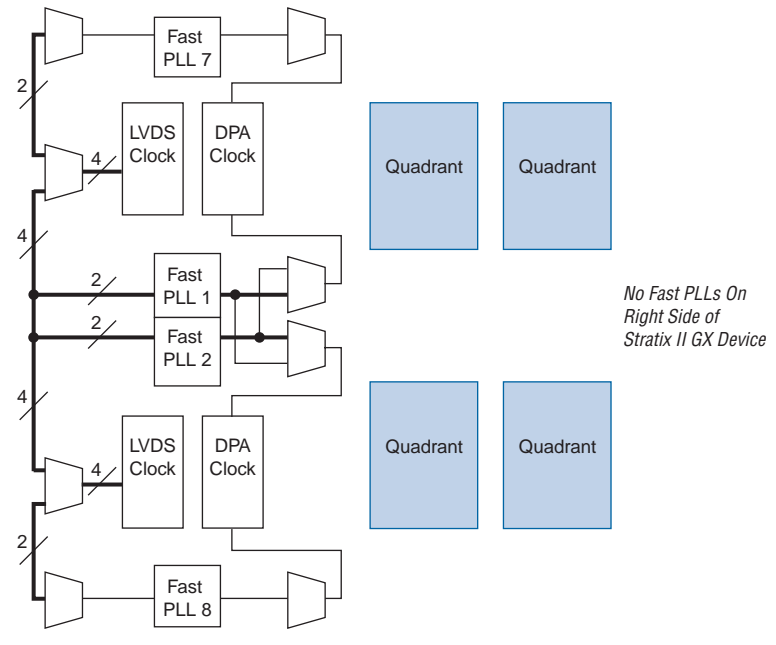 Fast
PLL 7
2
LVDS
Clock
DPA
Clock
4
Quadrant
Quadrant
4
2
Fast
PLL 1
No Fast PLLs On
Right Side of
Stratix II GX Device
2
Fast
PLL 2
4
LVDS
Clock
DPA
Clock
4
Quadrant
Quadrant
2
Fast
PLL 8